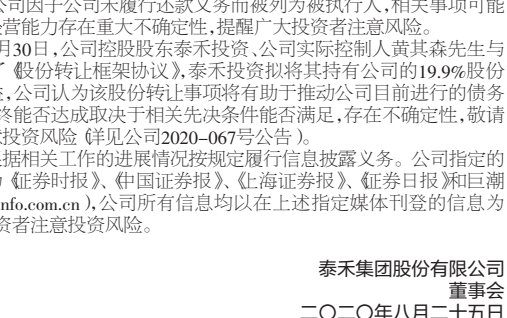 公司因子公司未履行还款义务而被列为被执行人,相关事项可能
经营能力存在重大不确定性,提醒广大投资者注意风险。
月30日,公司控股股东泰禾投资、公司实际控制人黄其森先生与
了《股份转让框架协议》,泰禾投资拟将其持有公司的19.9%股份
,公司认为该股份转让事项将有助于推动公司目前进行的债务
终能否达成取决于相关先决条件能否满足,存在不确定性,敬请
投资风险(详见公司2020-067号公告)。
据相关工作的进展情况按规定履行信息披露义务。公司指定的
《证券时报》、《中国证券报》、《上海证券报》、《证券日报》和巨潮
nfo.com.cn),公司所有信息均以在上述指定媒体刊登的信息为
资者注意投资风险。
泰禾集团股份有限公司
董事会
二〇二〇年八月二十五日